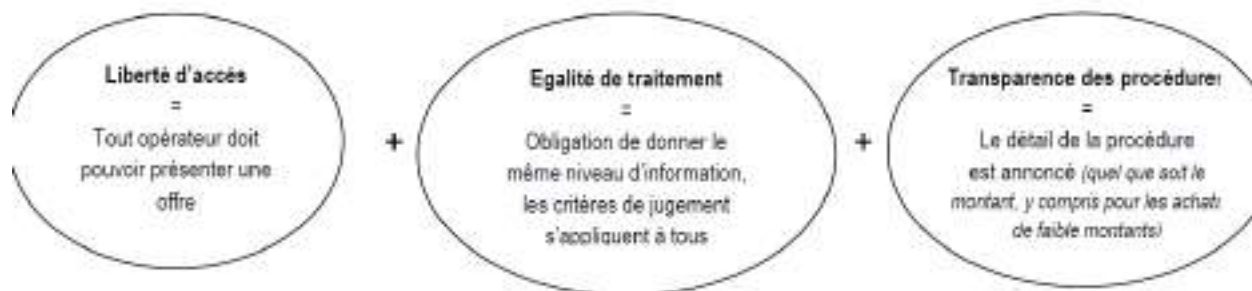 Liberté d'accès
=
Tout opérateur doit
pouvoir présenter une
offre
+
Egalité de traitement
=
Obligation de donner le
même niveau d'information,
les critères de jugement
s'appliquent à tous
+
Transparence des procédures
=
Le détail de la procédure
est annoncé (quel que soit le
montant, y compris pour les achats
de faible montants)